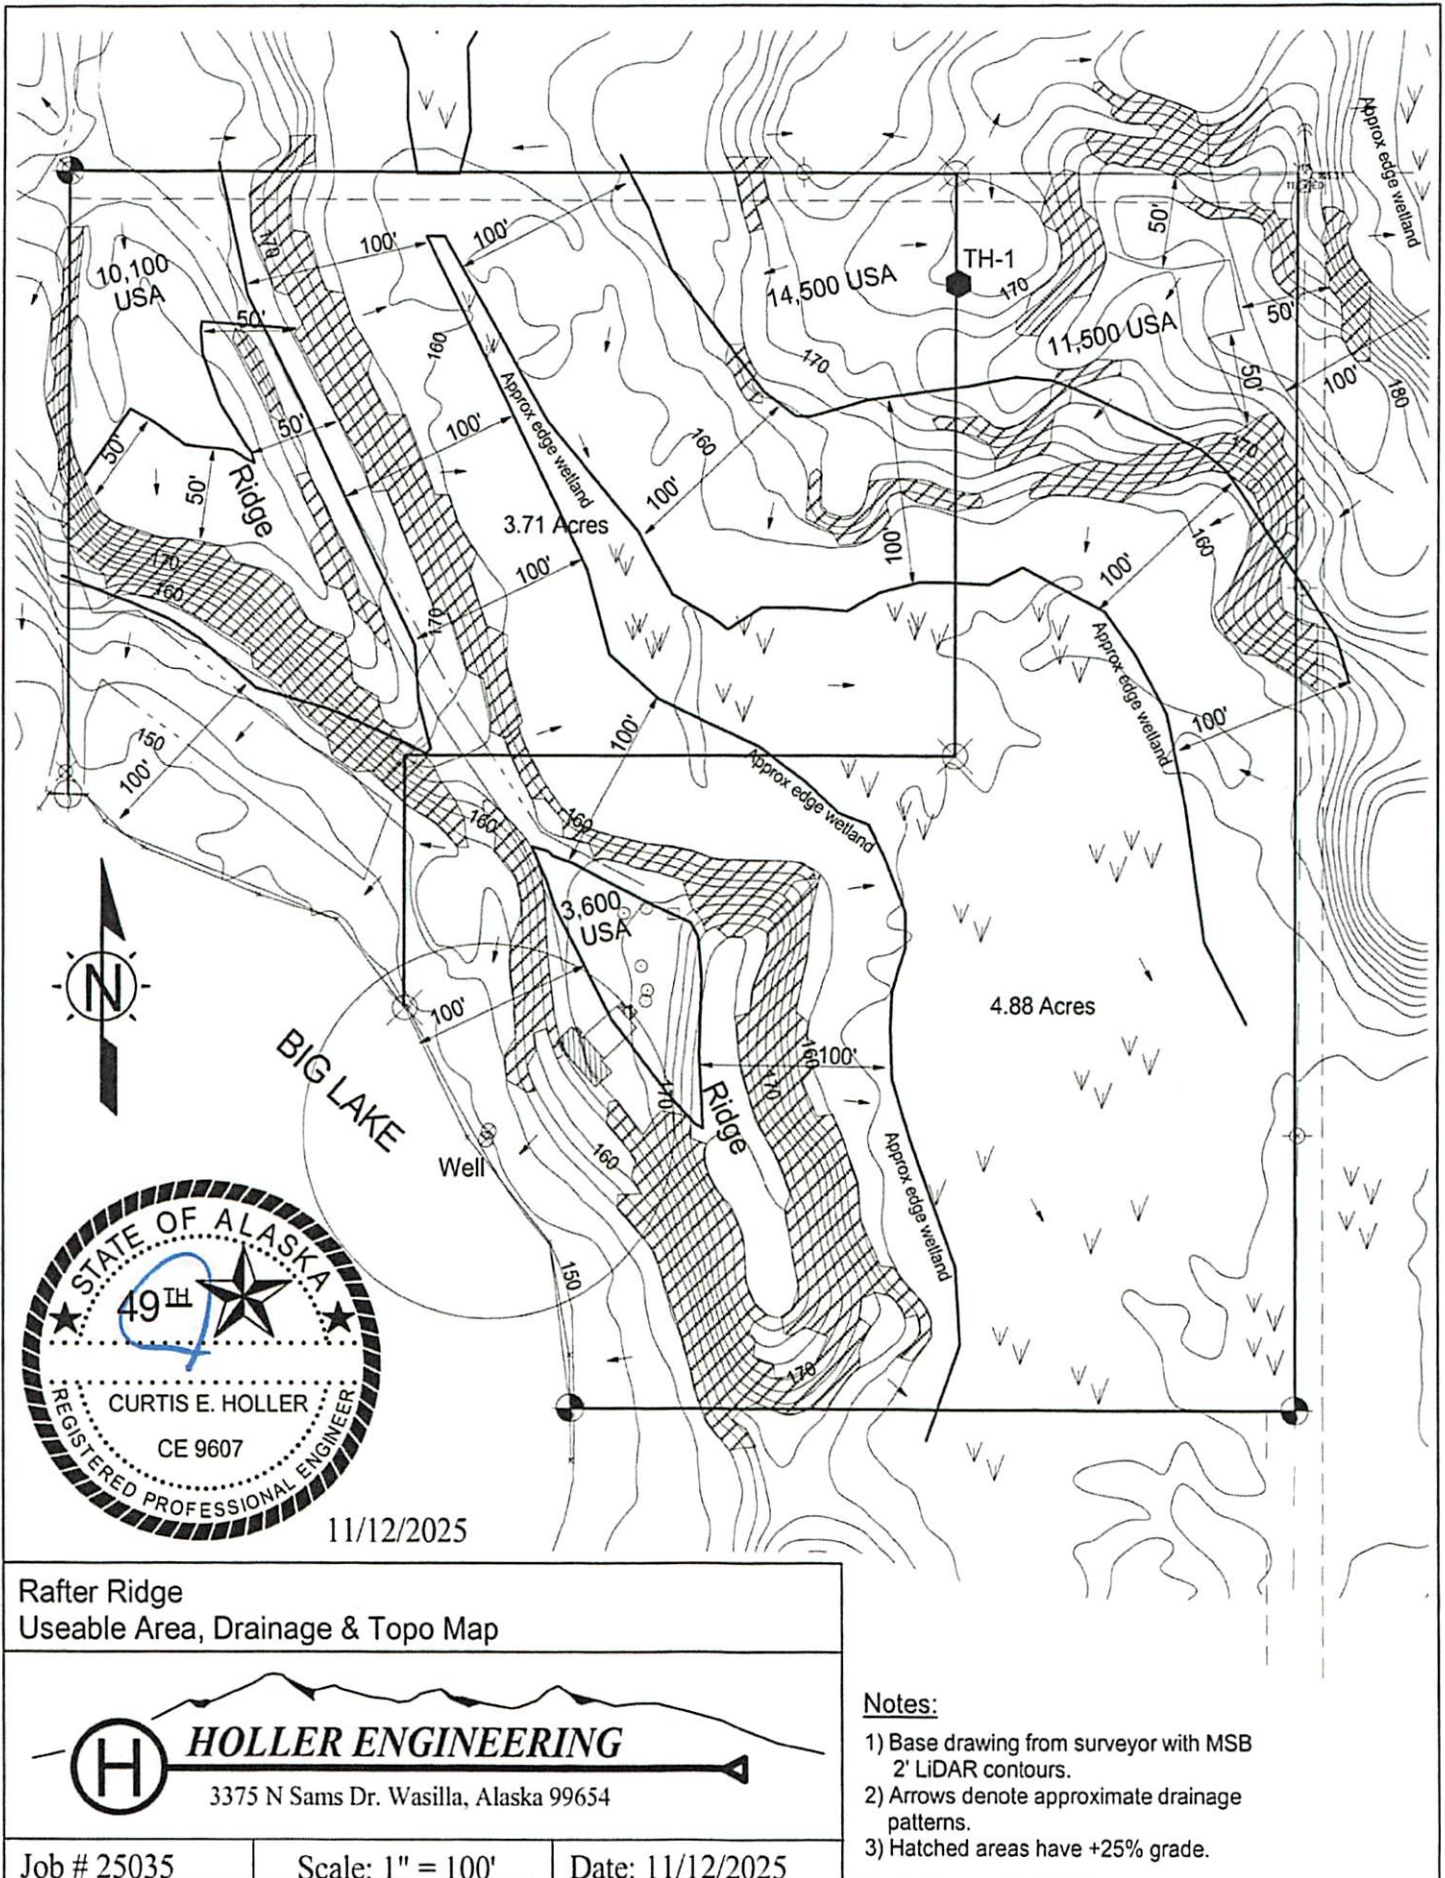 Approx edge wetland
10,100
USA
170
100'
100'
50'
TH-1
170
14,500 USA
50'
11,500 USA
50'
160
170
50'
100'
180
Approx edge wetland
50'
100'
50'
50'
Ridge
160
100'
170
3.71 Acres
100
160
100'
100'
170
160
170
Approx edge wetland
100'
150
100'
100'
Approx edge wetland
160
160
3,600
USA
100'
4.88 Acres
160
100'
170
170
Ridge
BIG LAKE
Well
160
Approx edge wetland
150
170
N
STATE OF ALASKA
49TH
CURTIS E. HOLLER
CE 9607
REGISTERED PROFESSIONAL ENGINEER
11/12/2025
Rafter Ridge
Useable Area, Drainage & Topo Map
H
HOLLER ENGINEERING
3375 N Sams Dr. Wasilla, Alaska 99654
Job # 25035
Scale: 1" = 100'
Date: 11/12/2025
Notes:
1) Base drawing from surveyor with MSB
2' LiDAR contours.
2) Arrows denote approximate drainage
patterns.
3) Hatched areas have +25% grade.